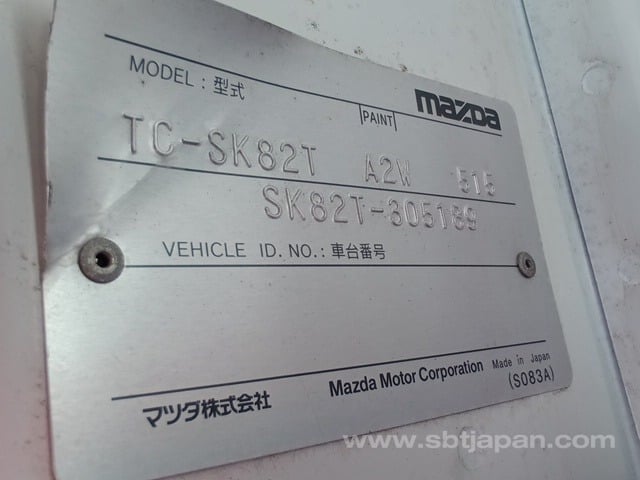 MODEL : 型式
PAINT
mazda
TC-SK82T A2W 515
SK82T-305189
VEHICLE ID. NO. : 車台番号
マツダ株式会社 Mazda Motor Corporation Made in Japan
(S083A)
www.sbtjapan.com